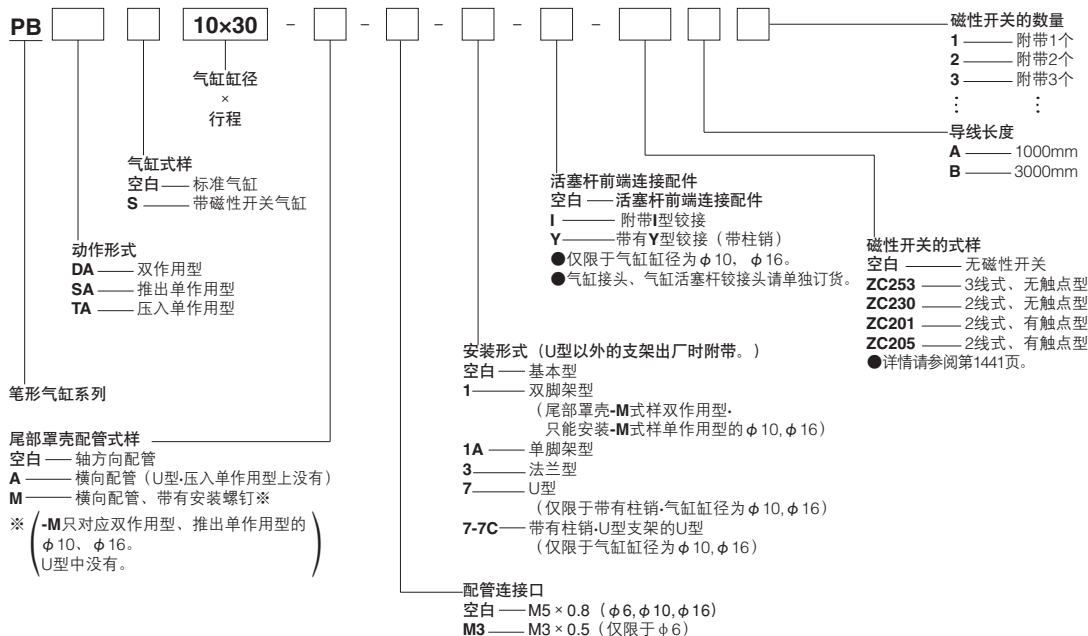 PB 10×30 - - - - -
气缸缸径
×
行程
气缸式样
空白 标准气缸
S 带磁性开关气缸
动作形式
DA 双作用型
SA 推出单作用型
TA 压入单作用型
笔形气缸系列
尾部罩壳配管式样
空白 轴方向配管
A 横向配管（U型·压入单作用型上没有）
M 横向配管、带有安装螺钉※
※(-M只对应双作用型、推出单作用型的
φ10、φ16。
U型中没有。)
磁性开关的数量
1 附带1个
2 附带2个
3 附带3个
⋮ ⋮
导线长度
A 1000mm
B 3000mm
活塞杆前端连接配件
空白 活塞杆前端连接配件
I 附带I型铰接
Y 带有Y型铰接（带柱销）
●仅限于气缸缸径为φ10，φ16。
●气缸接头、气缸活塞杆铰接头请单独订货。
磁性开关的式样
空白 无磁性开关
ZC253 3线式、无触点型
ZC230 2线式、无触点型
ZC201 2线式、有触点型
ZC205 2线式、有触点型
●详情请参阅第1441页。
安装形式（U型以外的支架出厂时附带。）
空白 基本型
1 双脚架型
（尾部罩壳-M式样双作用型·
只能安装-M式样单作用型的φ10,φ16）
1A 单脚架型
3 法兰型
7 U型
（仅限于带有柱销·气缸缸径为φ10,φ16）
7-7C 带有柱销·U型支架的U型
（仅限于气缸缸径为φ10,φ16）
配管连接口
空白 M5×0.8（φ6,φ10,φ16）
M3 M3×0.5（仅限于φ6）